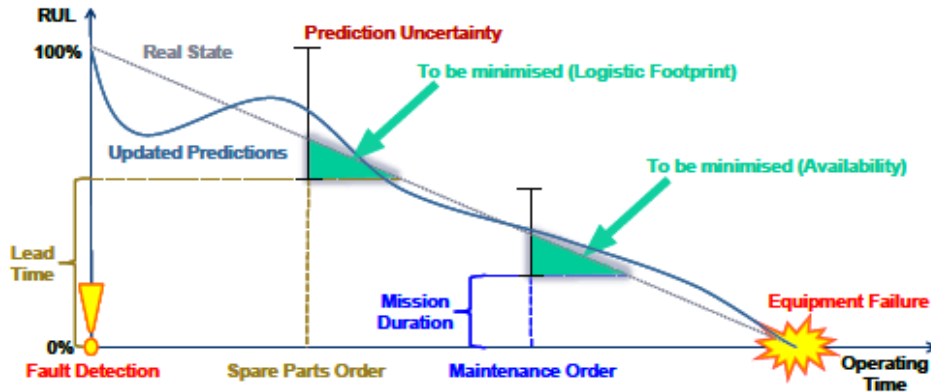 RUL
Prediction Uncertainty
100%
Real State
To be minimised (Logistic Footprint)
Updated Predictions
To be minimised (Availability)
Lead
Time
Mission
Duration
Equipment Failure
0%
Fault Detection
Spare Parts Order
Maintenance Order
Operating
Time